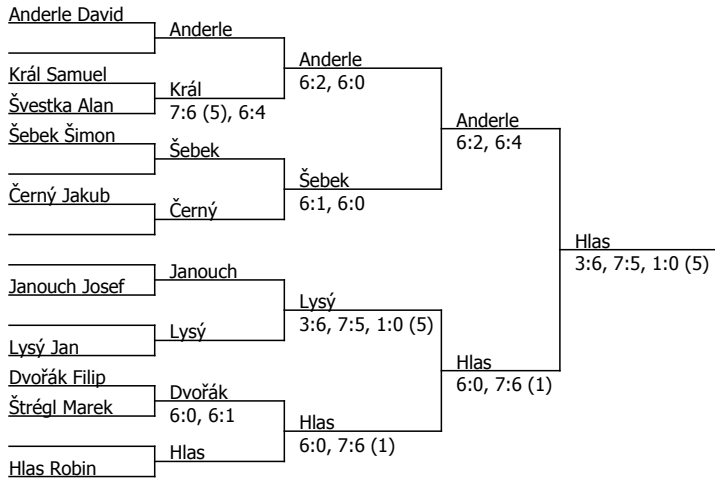 Anderle David
Král Samuel
Švestka Alan
Šebek Šimon
Černý Jakub
Janouch Josef
Lysý Jan
Dvořák Filip
Štrégl Marek
Hlas Robin
Anderle
Král
7:6 (5), 6:4
Šebek
Černý
Janouch
Lysý
Dvořák
6:0, 6:1
Hlas
Anderle
6:2, 6:0
Šebek
6:1, 6:0
Lysý
3:6, 7:5, 1:0 (5)
Hlas
6:0, 7:6 (1)
Anderle
6:2, 6:4
Hlas
6:0, 7:6 (1)
Hlas
3:6, 7:5, 1:0 (5)